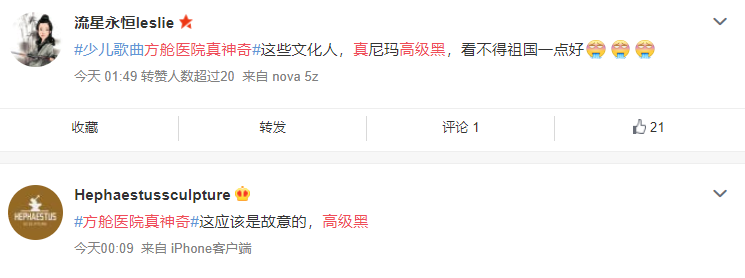 流星永恒leslie
#少儿歌曲方舱医院真神奇#这些文化人，真尼玛高级黑，看不得祖国一点好
今天 01:49 转赞人数超过20 来自 nova 5z
收藏 转发 评论 1 21
HEPHAESTUS
Hephaestussculpture
#方舱医院真神奇#这应该是故意的，高级黑
今天00:09 来自 iPhone客户端